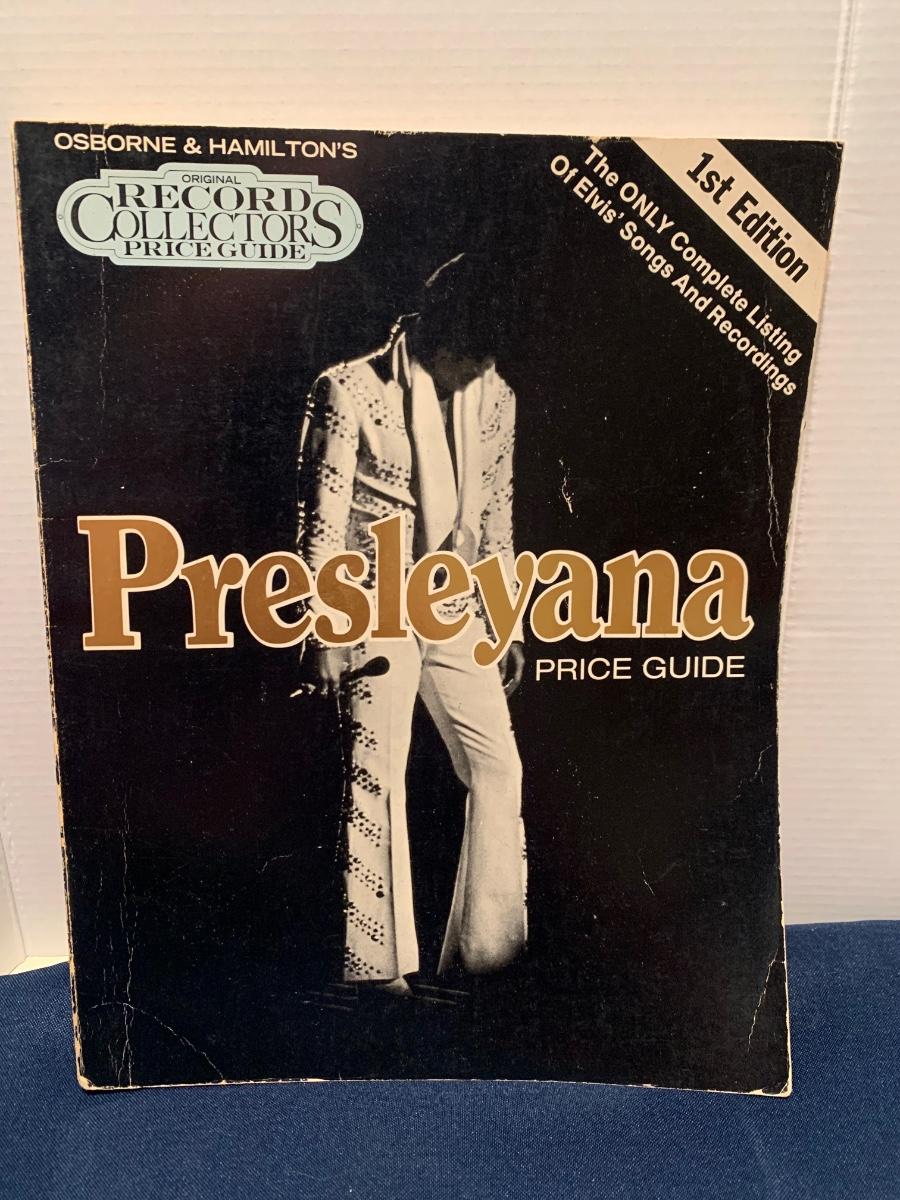 OSBORNE & HAMILTON'S
ORIGINAL
RECORD
COLLECTORS
PRICE GUIDE
1st Edition
The ONLY Complete Listing
Of Elvis' Songs And Recordings
Presleyana
PRICE GUIDE